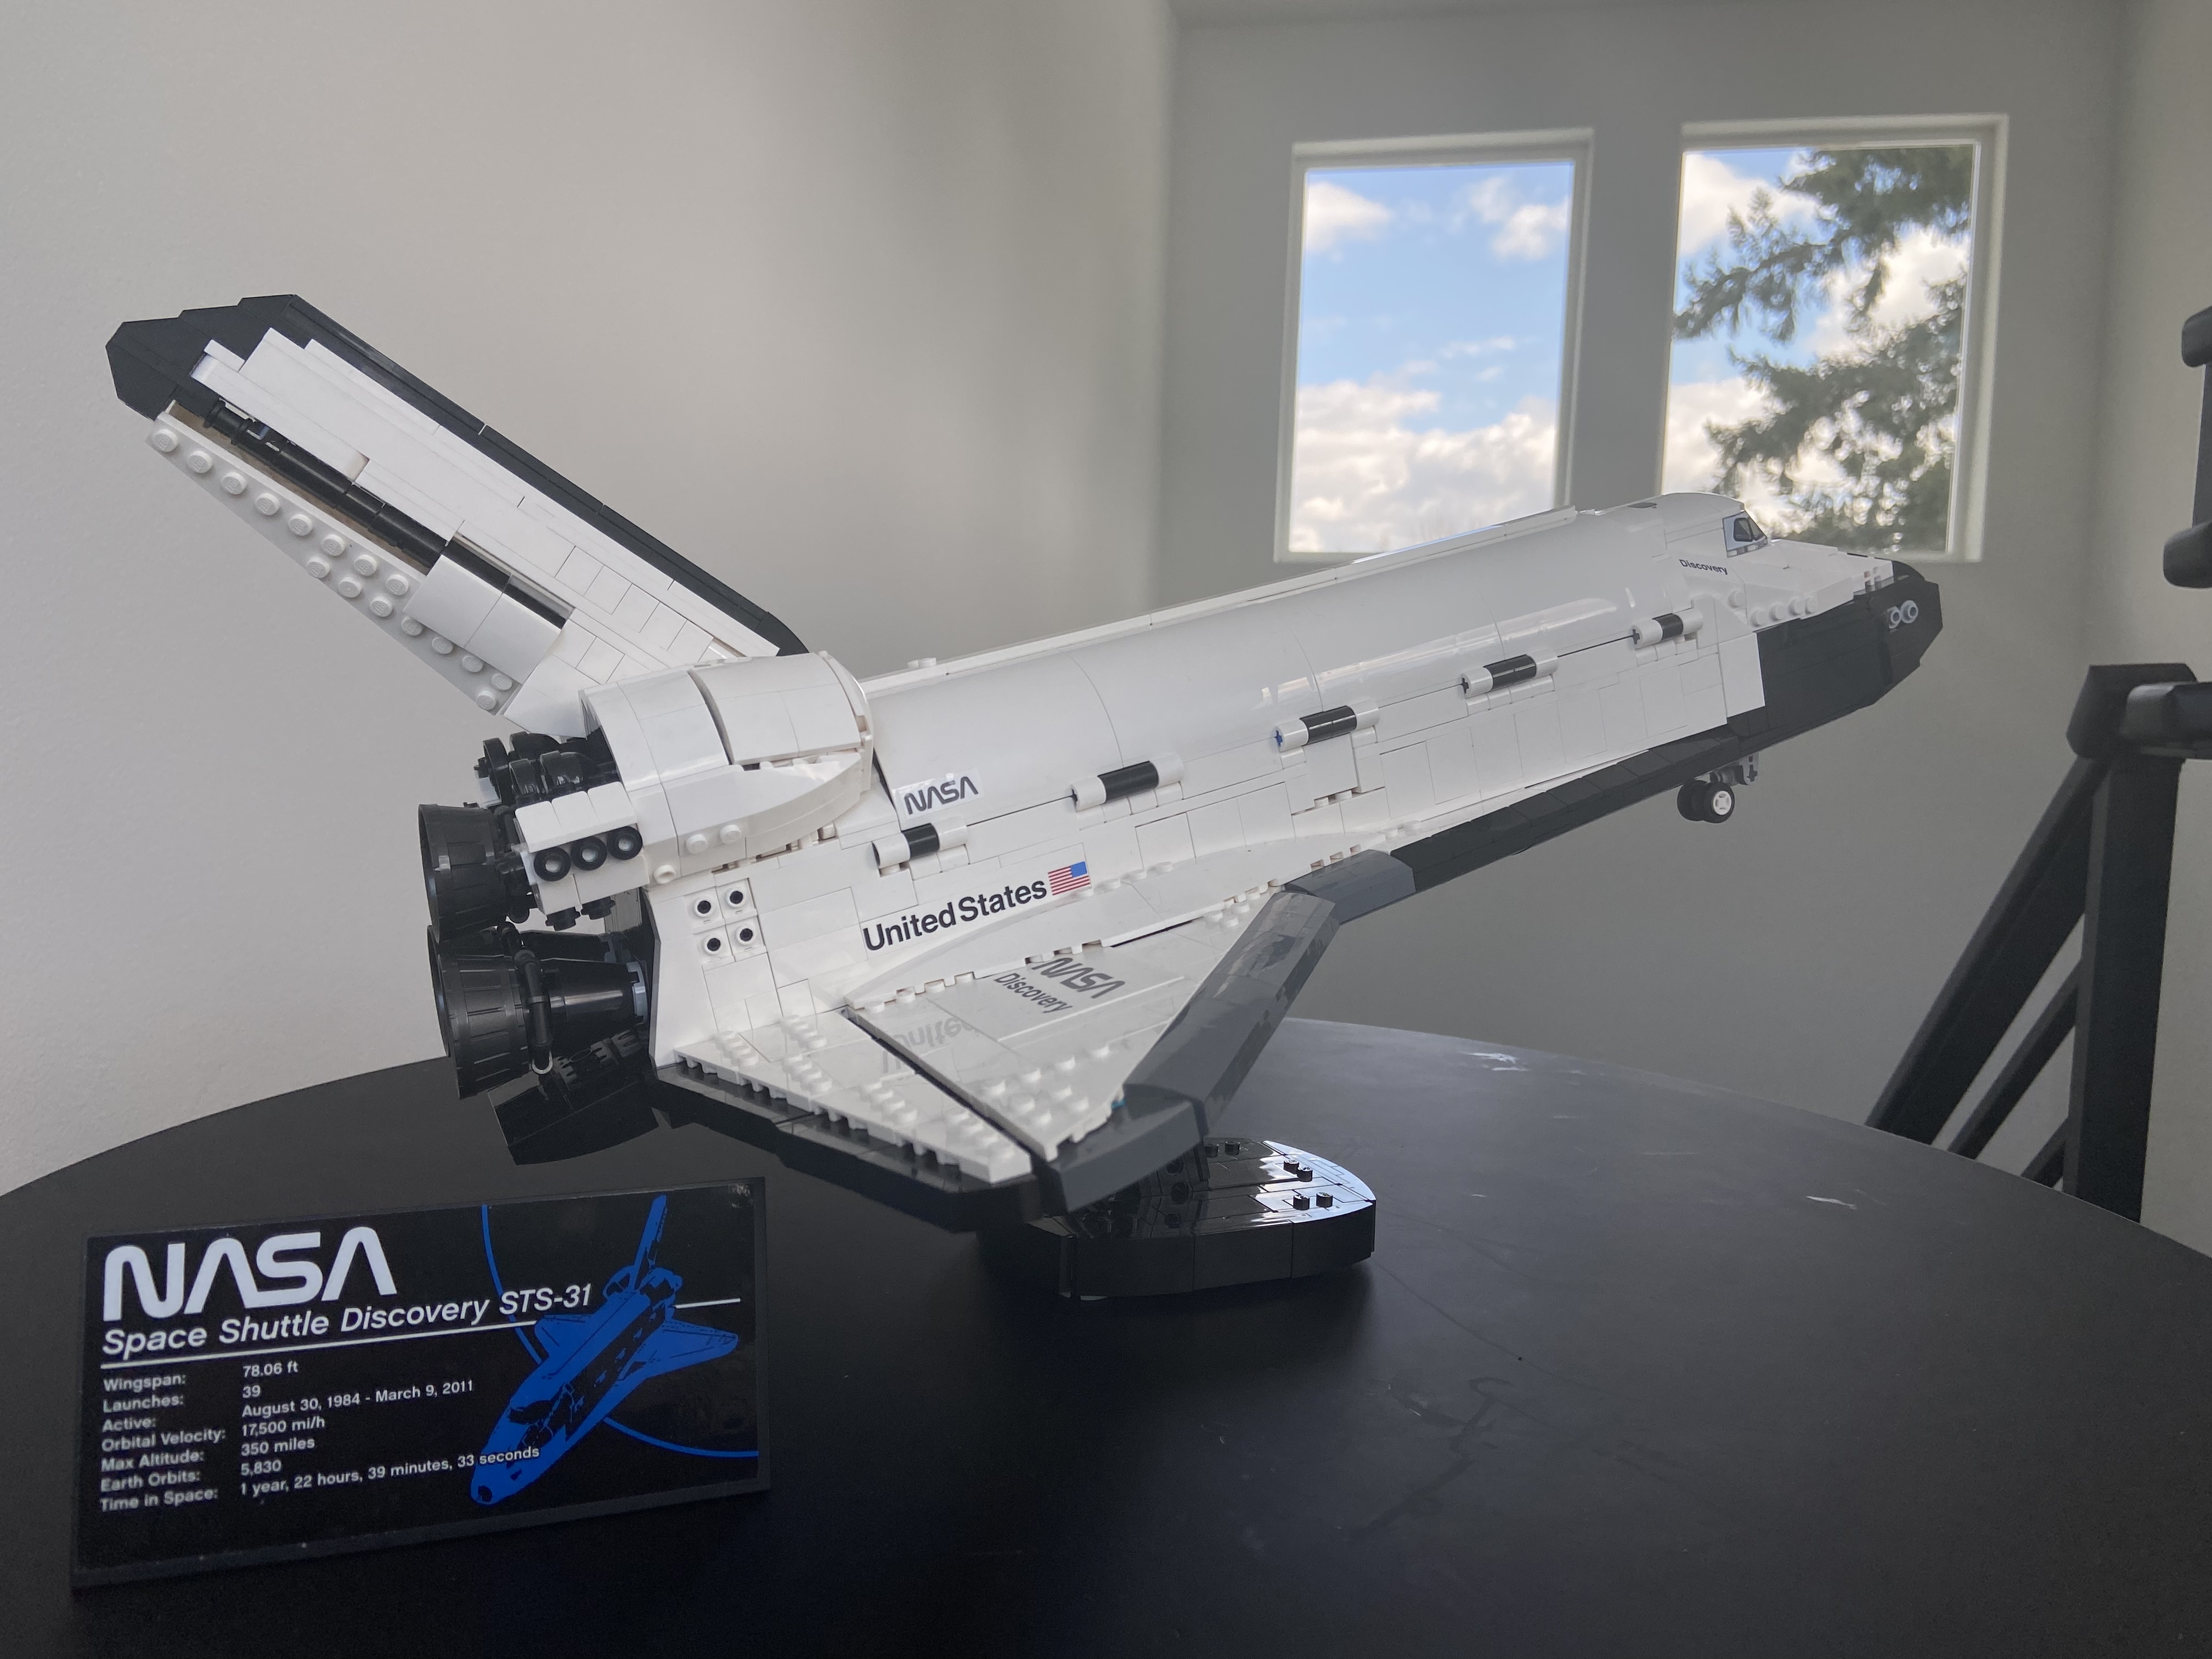 Discovery
NASA
United States
NASA
Discovery
United
NASA
Space Shuttle Discovery STS-31
Wingspan: 78.06 ft
Launches: 39
Active: August 30, 1984 - March 9, 2011
Orbital Velocity: 17,500 mi/h
Max Altitude: 350 miles
Earth Orbits: 5,830
Time in Space: 1 year, 22 hours, 39 minutes, 33 seconds